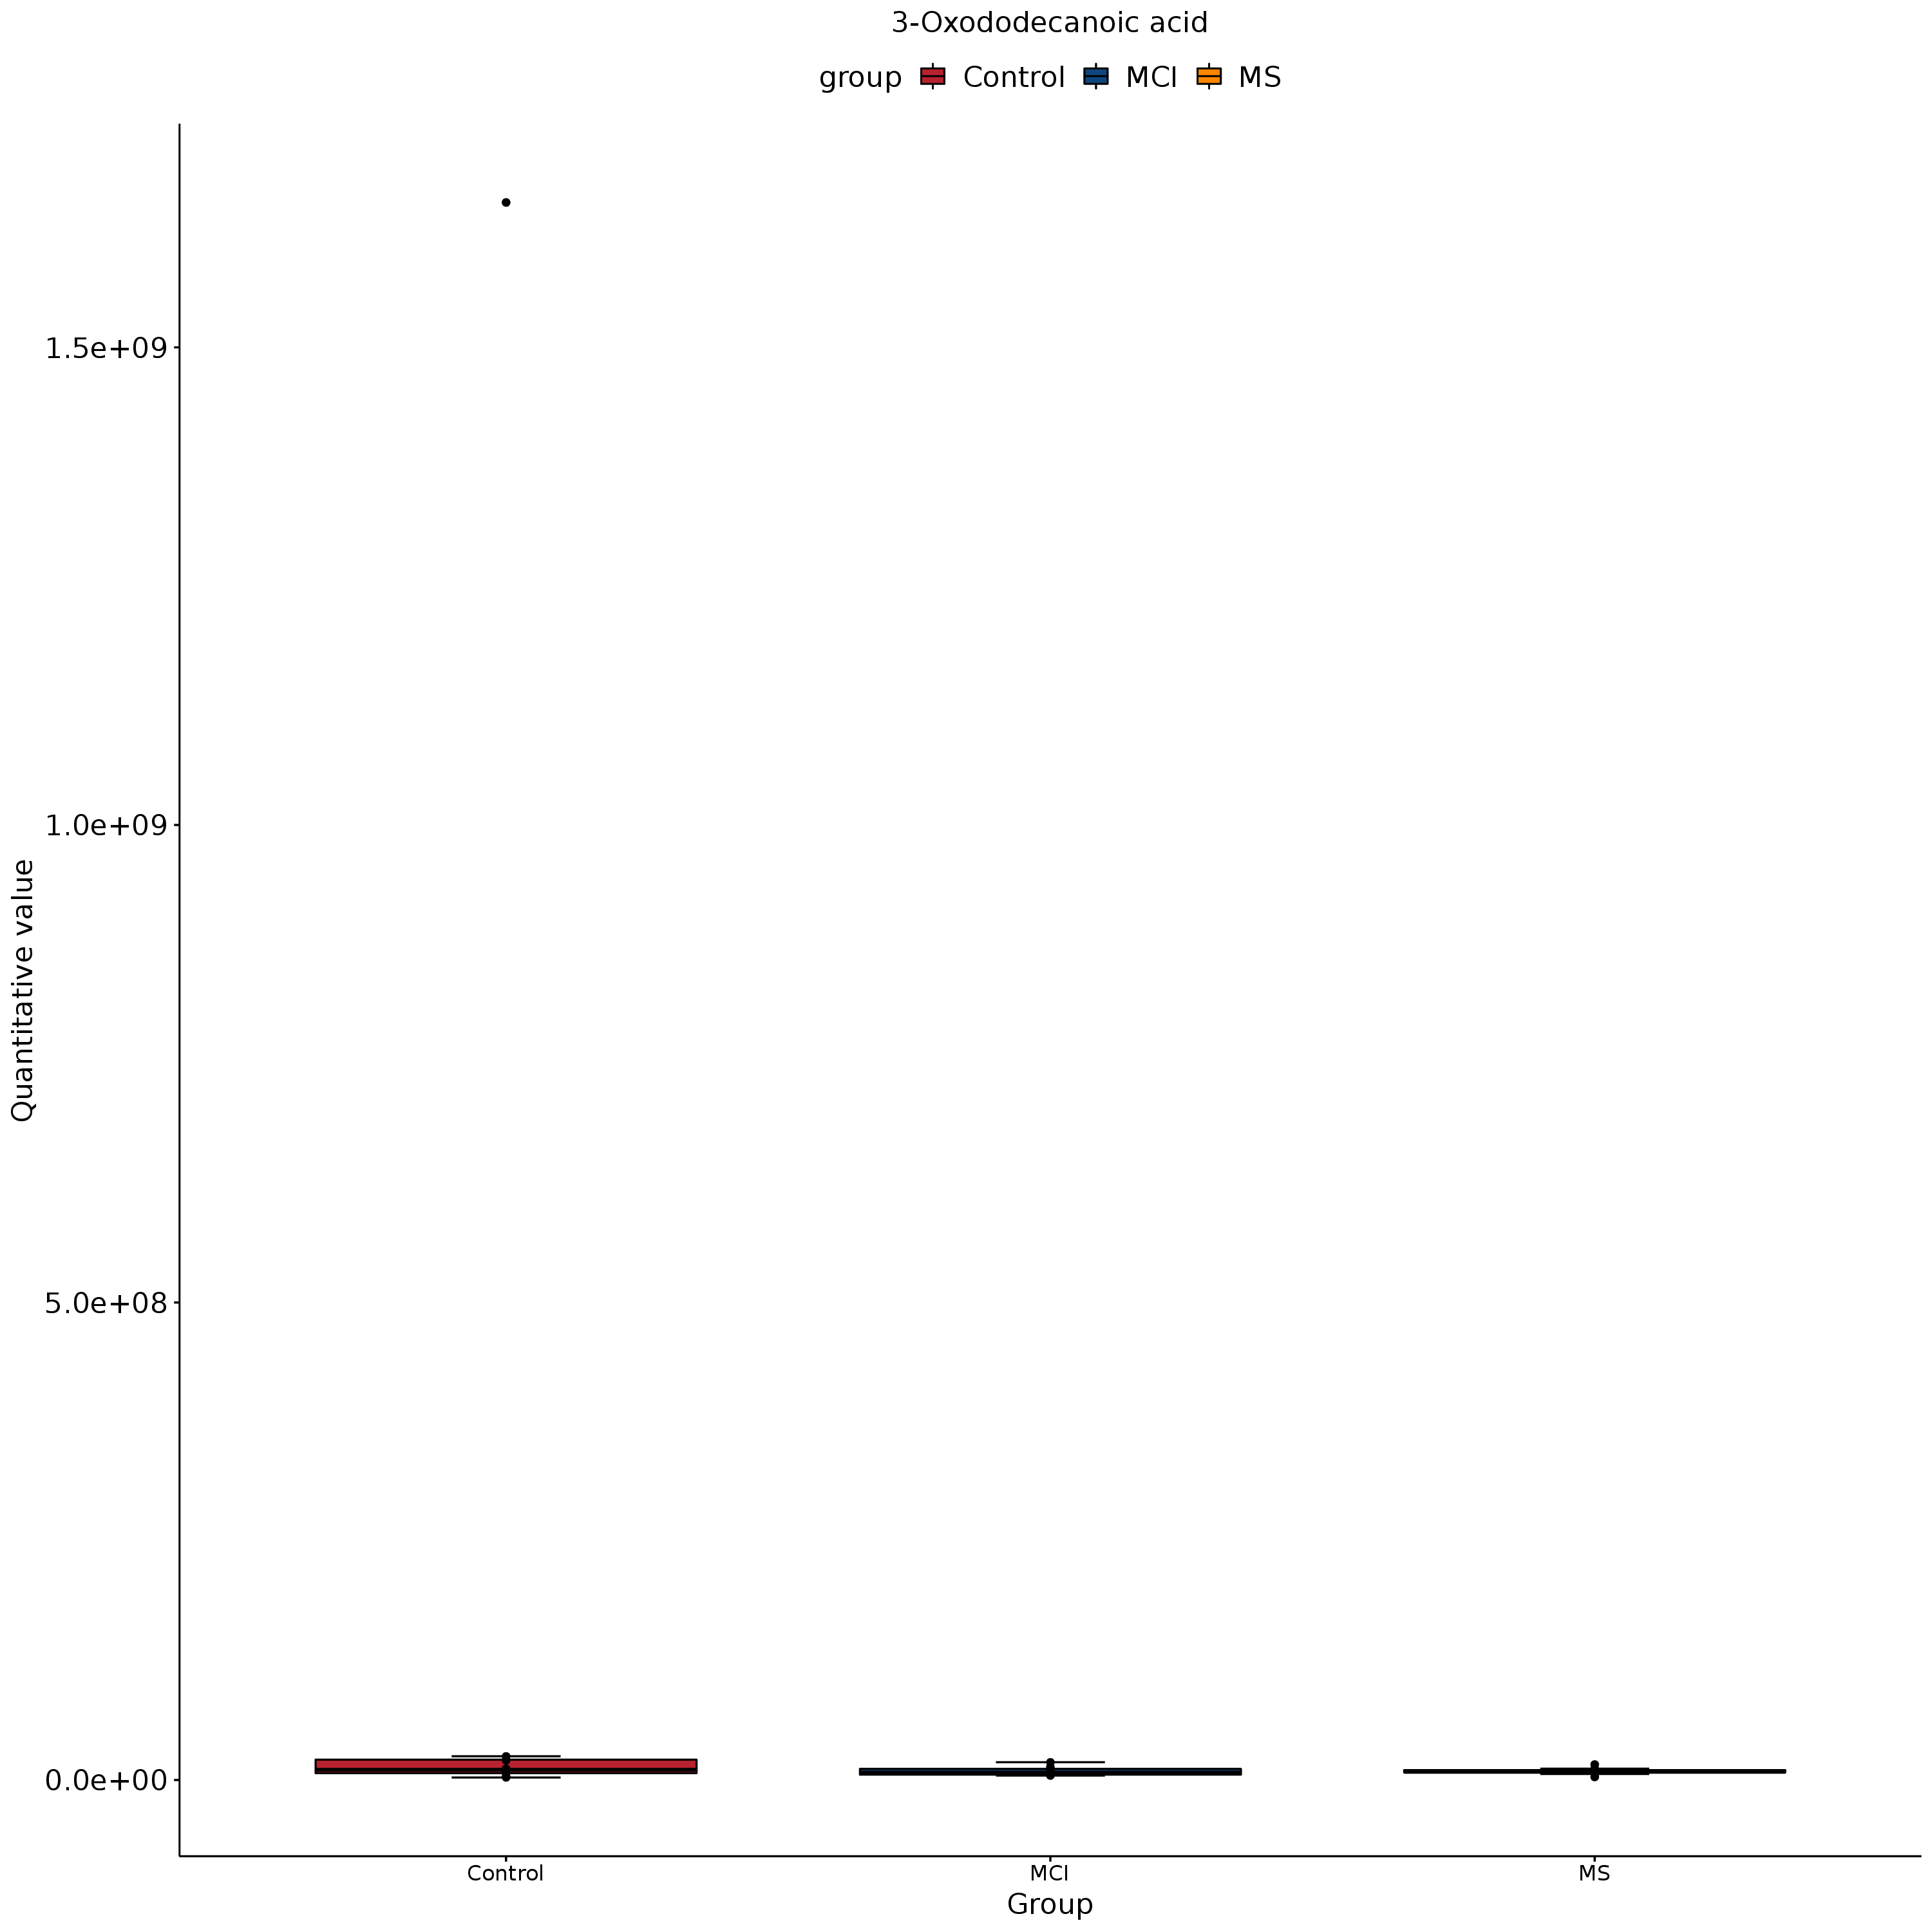 3-Oxododecanoic acid
group Control MCI MS
1.5e+09
1.0e+09
5.0e+08
0.0e+00
Quantitative value
Control MCI MS
Group